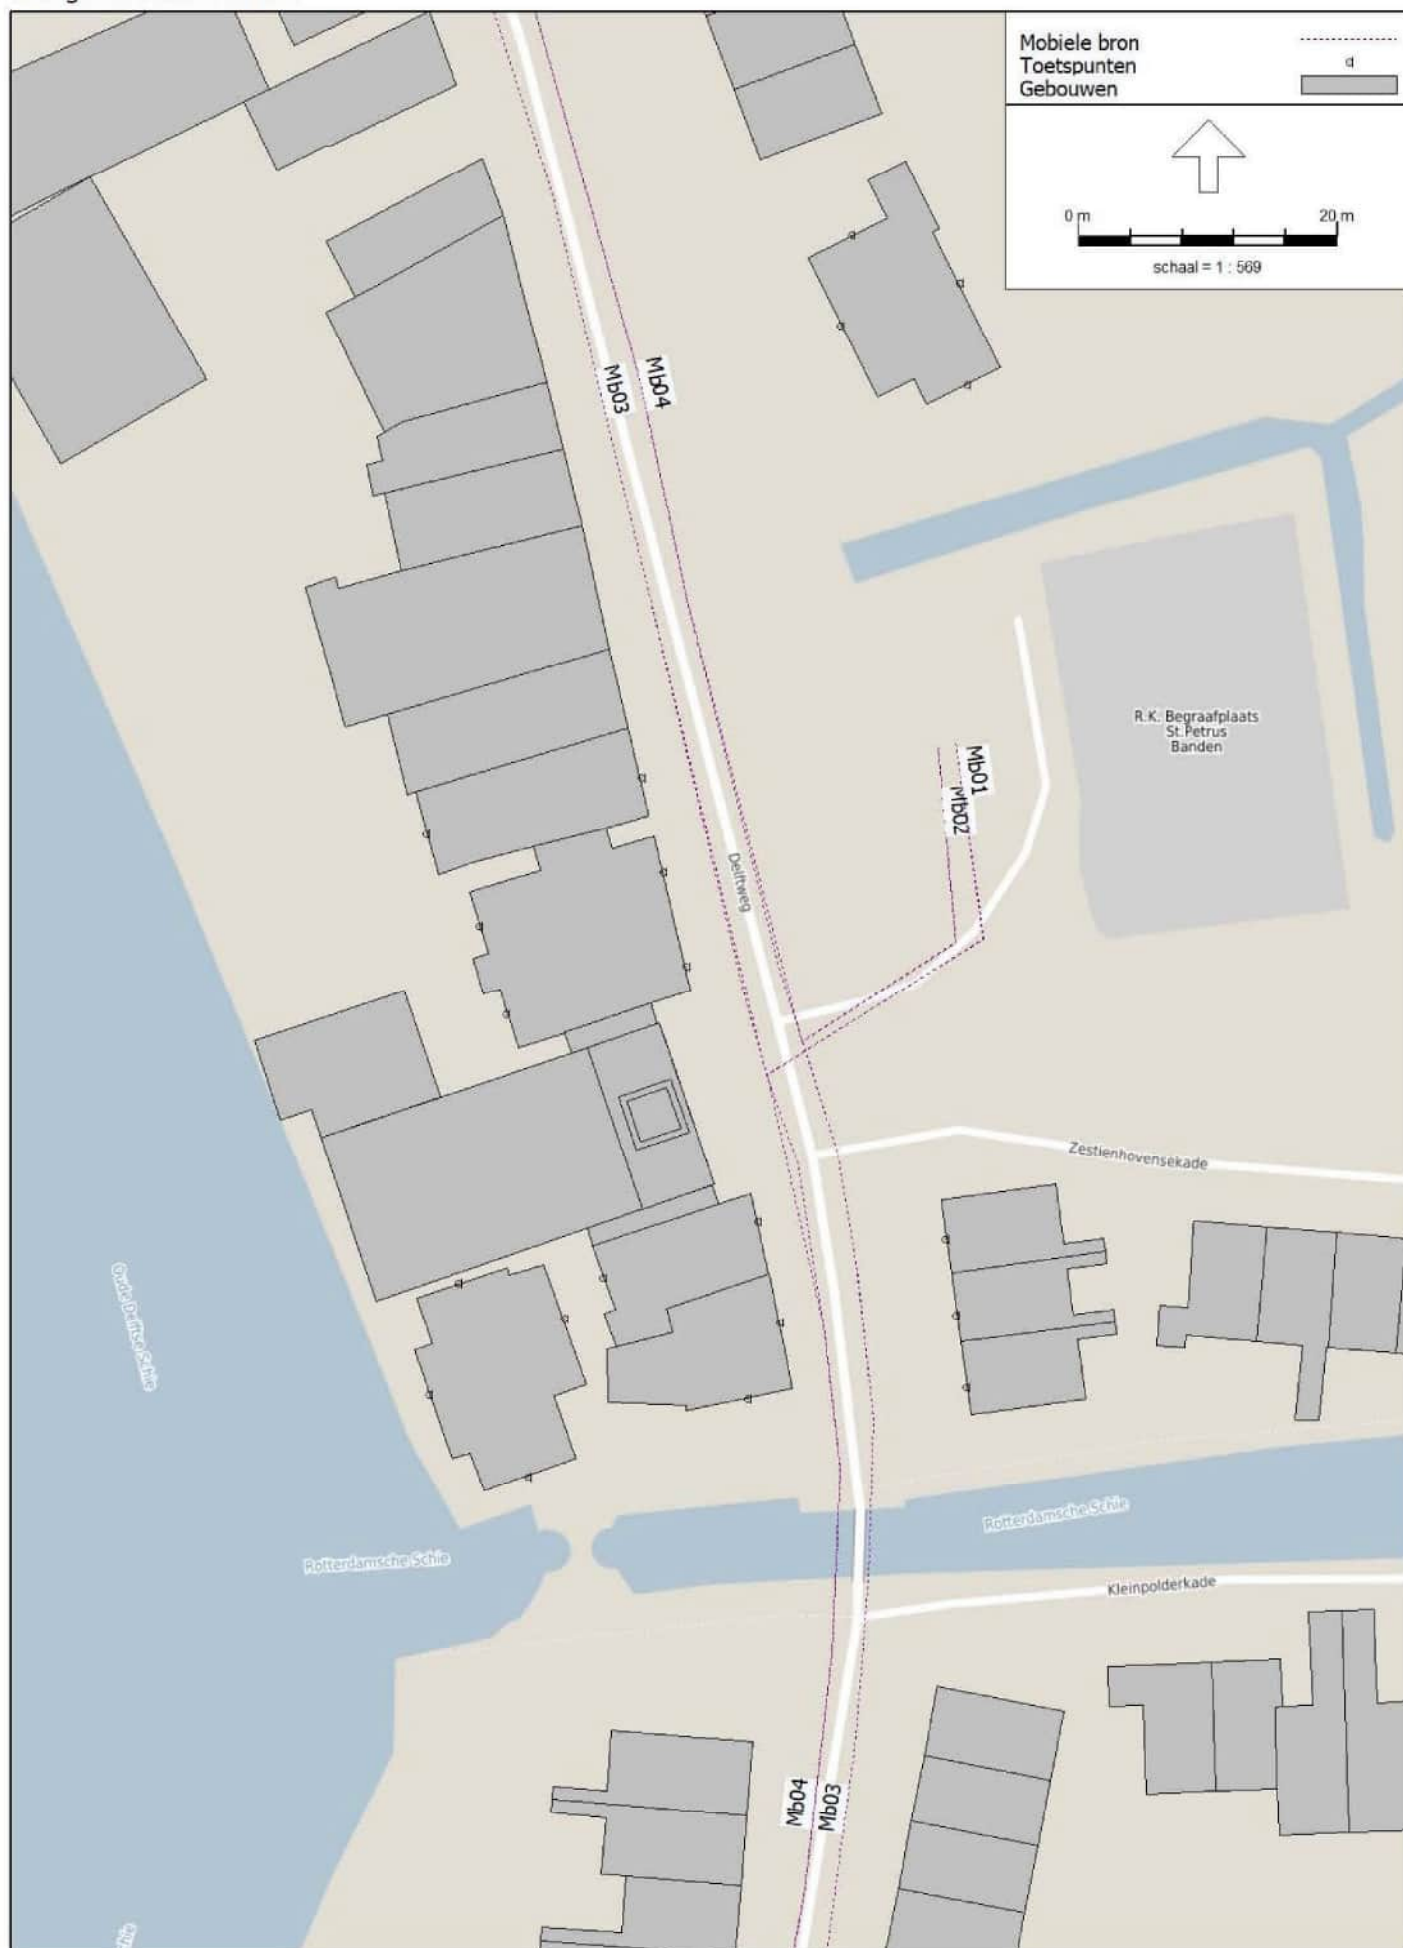 Mobiele bron
Toetspunten
Gebouwen
0 m 20 m
schaal = 1 : 569
Mb04
Mb03
R.K. Begraafplaats
St.Petrus
Banden
Mb01
Mb02
Delftweg
Zestienhovensekade
Oude Delftse Schie
Rotterdamsche Schie
Rotterdamsche Schie
Kleinpolderkade
Mb04
Mb03